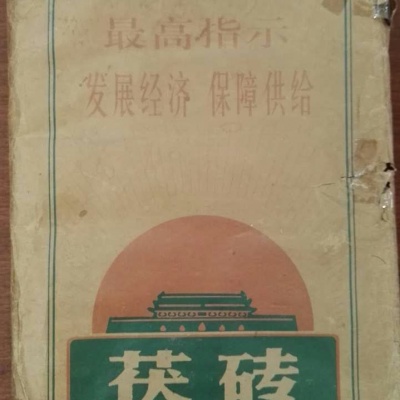 最高指示
发展经济 保障供给
茯砖